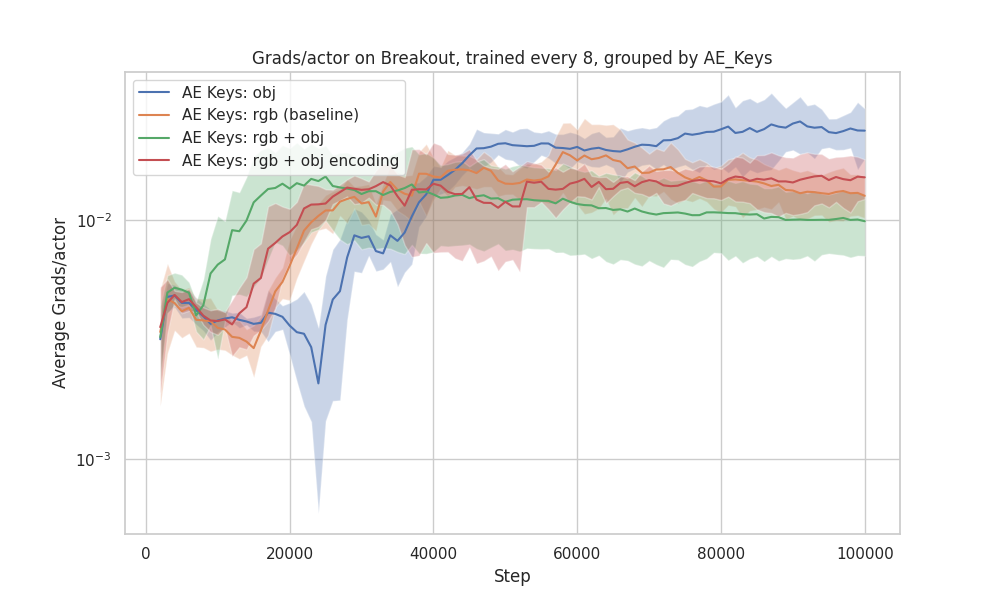 Grads/actor on Breakout, trained every 8, grouped by AE_Keys
AE Keys: obj
AE Keys: rgb (baseline)
AE Keys: rgb + obj
AE Keys: rgb + obj encoding
Average Grads/actor
10⁻²
10⁻³
0
20000
40000
60000
80000
100000
Step